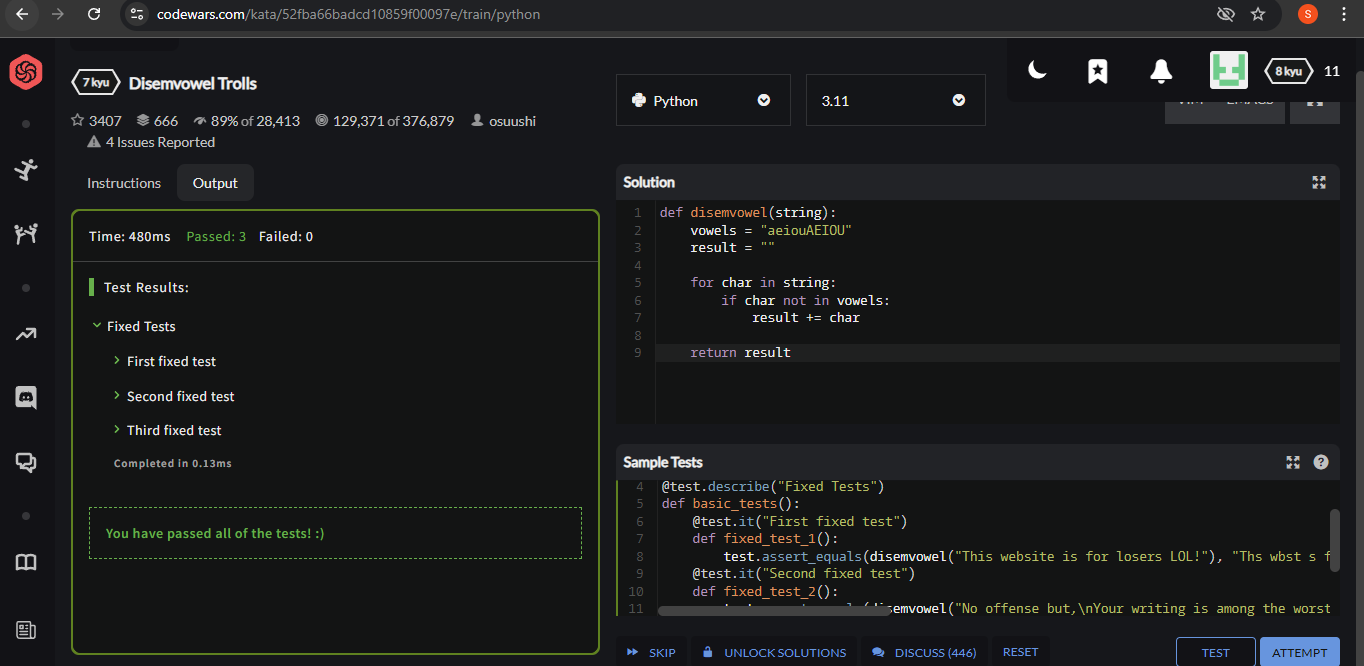 codewars.com/kata/52fba66badcd10859f00097e/train/python
S
7 kyu Disemvowel Trolls
3407 666 89% of 28,413 129,371 of 376,879 osuushi
4 Issues Reported
Python
3.11
8 kyu 11
VIM EMACS
Instructions Output
Time: 480ms Passed: 3 Failed: 0
Test Results:
Fixed Tests
First fixed test
Second fixed test
Third fixed test
Completed in 0.13ms
You have passed all of the tests! :)
Solution
1 def disemvowel(string):
2 vowels = "aeiouAEIOU"
3 result = ""
4
5 for char in string:
6 if char not in vowels:
7 result += char
8
9 return result
Sample Tests
?
4 @test.describe("Fixed Tests")
5 def basic_tests():
6 @test.it("First fixed test")
7 def fixed_test_1():
8 test.assert_equals(disemvowel("This website is for losers LOL!"), "Ths wbst s f
9 @test.it("Second fixed test")
10 def fixed_test_2():
11 disemvowel("No offense but,\nYour writing is among the worst
SKIP UNLOCK SOLUTIONS DISCUSS (446) RESET TEST ATTEMPT